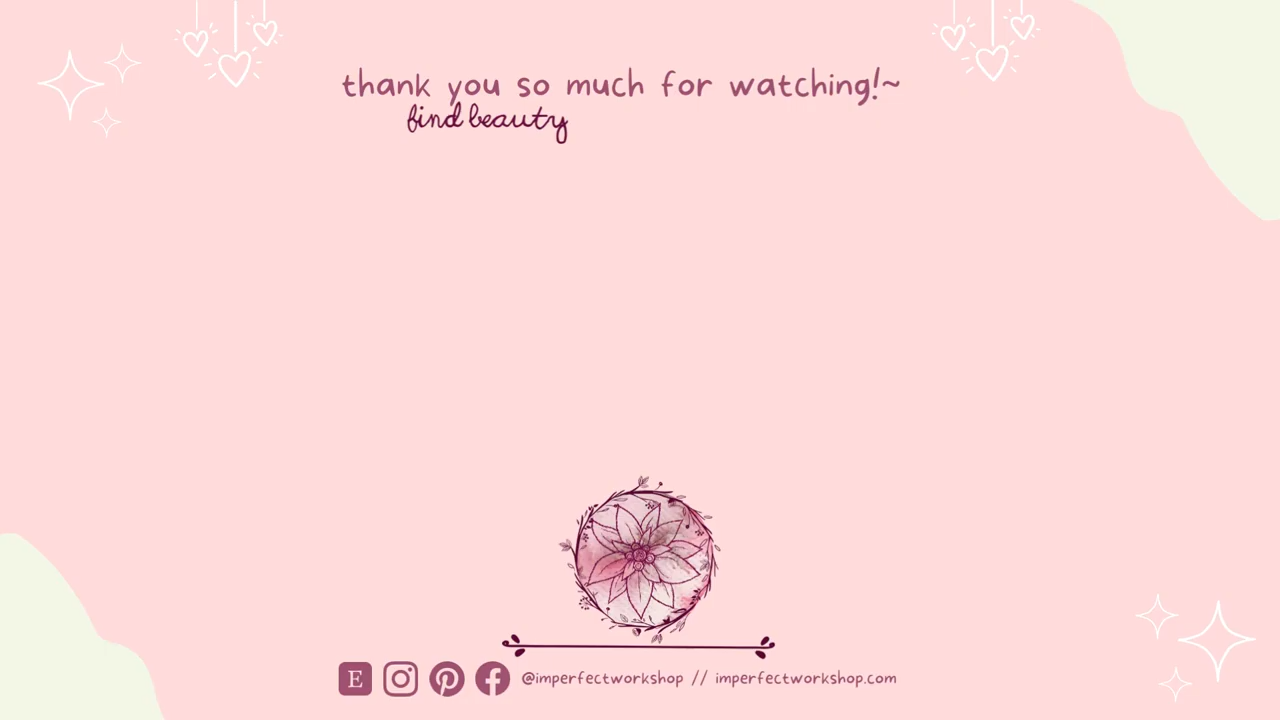 thank you so much for watching!~
find beauty
E @imperfectworkshop // imperfectworkshop.com